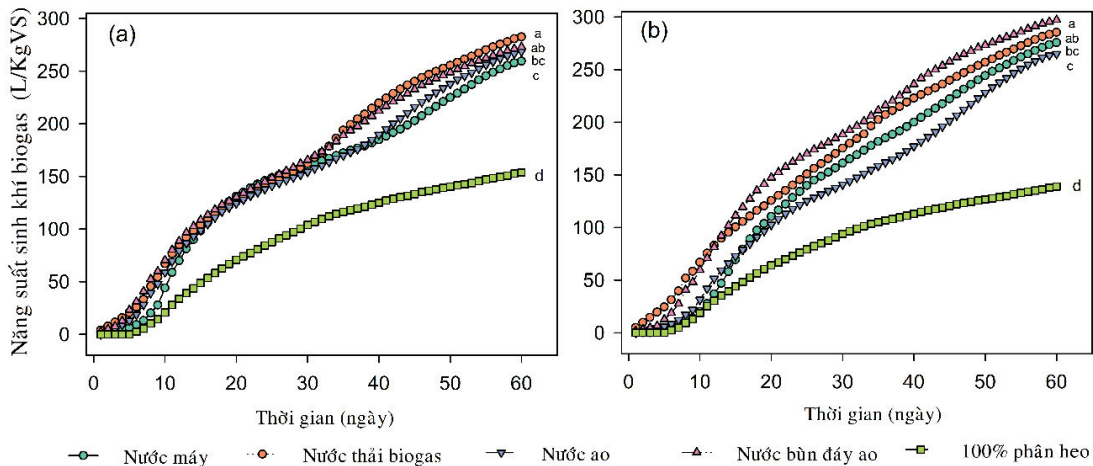 Năng suất sinh khí biogas (L/KgVS)
(a)
300
250
200
150
100
50
0
a
ab
bc
c
d
0 10 20 30 40 50 60
Thời gian (ngày)
(b)
300
250
200
150
100
50
0
a
ab
bc
c
d
0 10 20 30 40 50 60
Thời gian (ngày)
Nước máy Nước thải biogas Nước ao Nước bùn đáy ao 100% phân heo